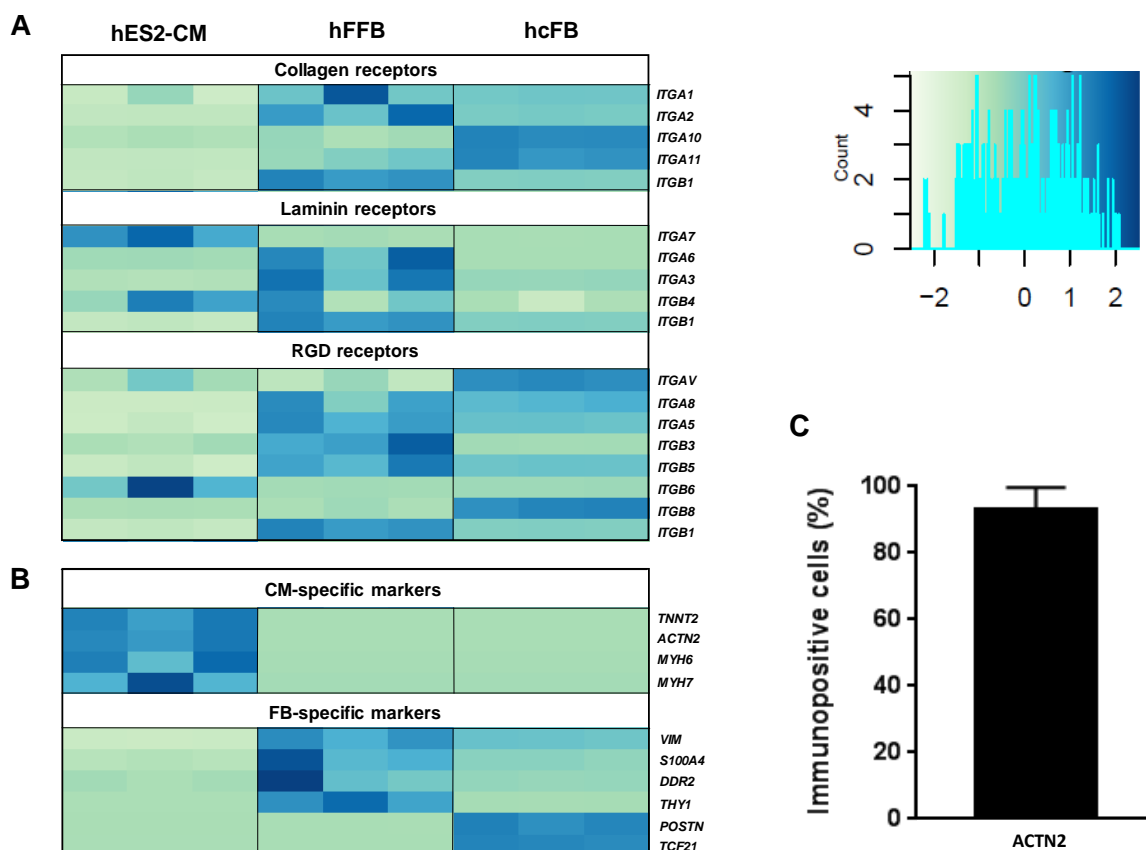 A
hES2-CM hFFB hcFB
Collagen receptors
ITGA1
ITGA2
ITGA10
ITGA11
ITGB1
Laminin receptors
ITGA7
ITGA6
ITGA3
ITGB4
ITGB1
RGD receptors
ITGAV
ITGA8
ITGA5
ITGB3
ITGB5
ITGB6
ITGB8
ITGB1
B
CM-specific markers
TNNT2
ACTN2
MYH6
MYH7
FB-specific markers
VIM
S100A4
DDR2
THY1
POSTN
TCF21
Count
4
2
0
−2 0 1 2
C
Immunopositive cells (%)
100
80
60
40
20
0
ACTN2